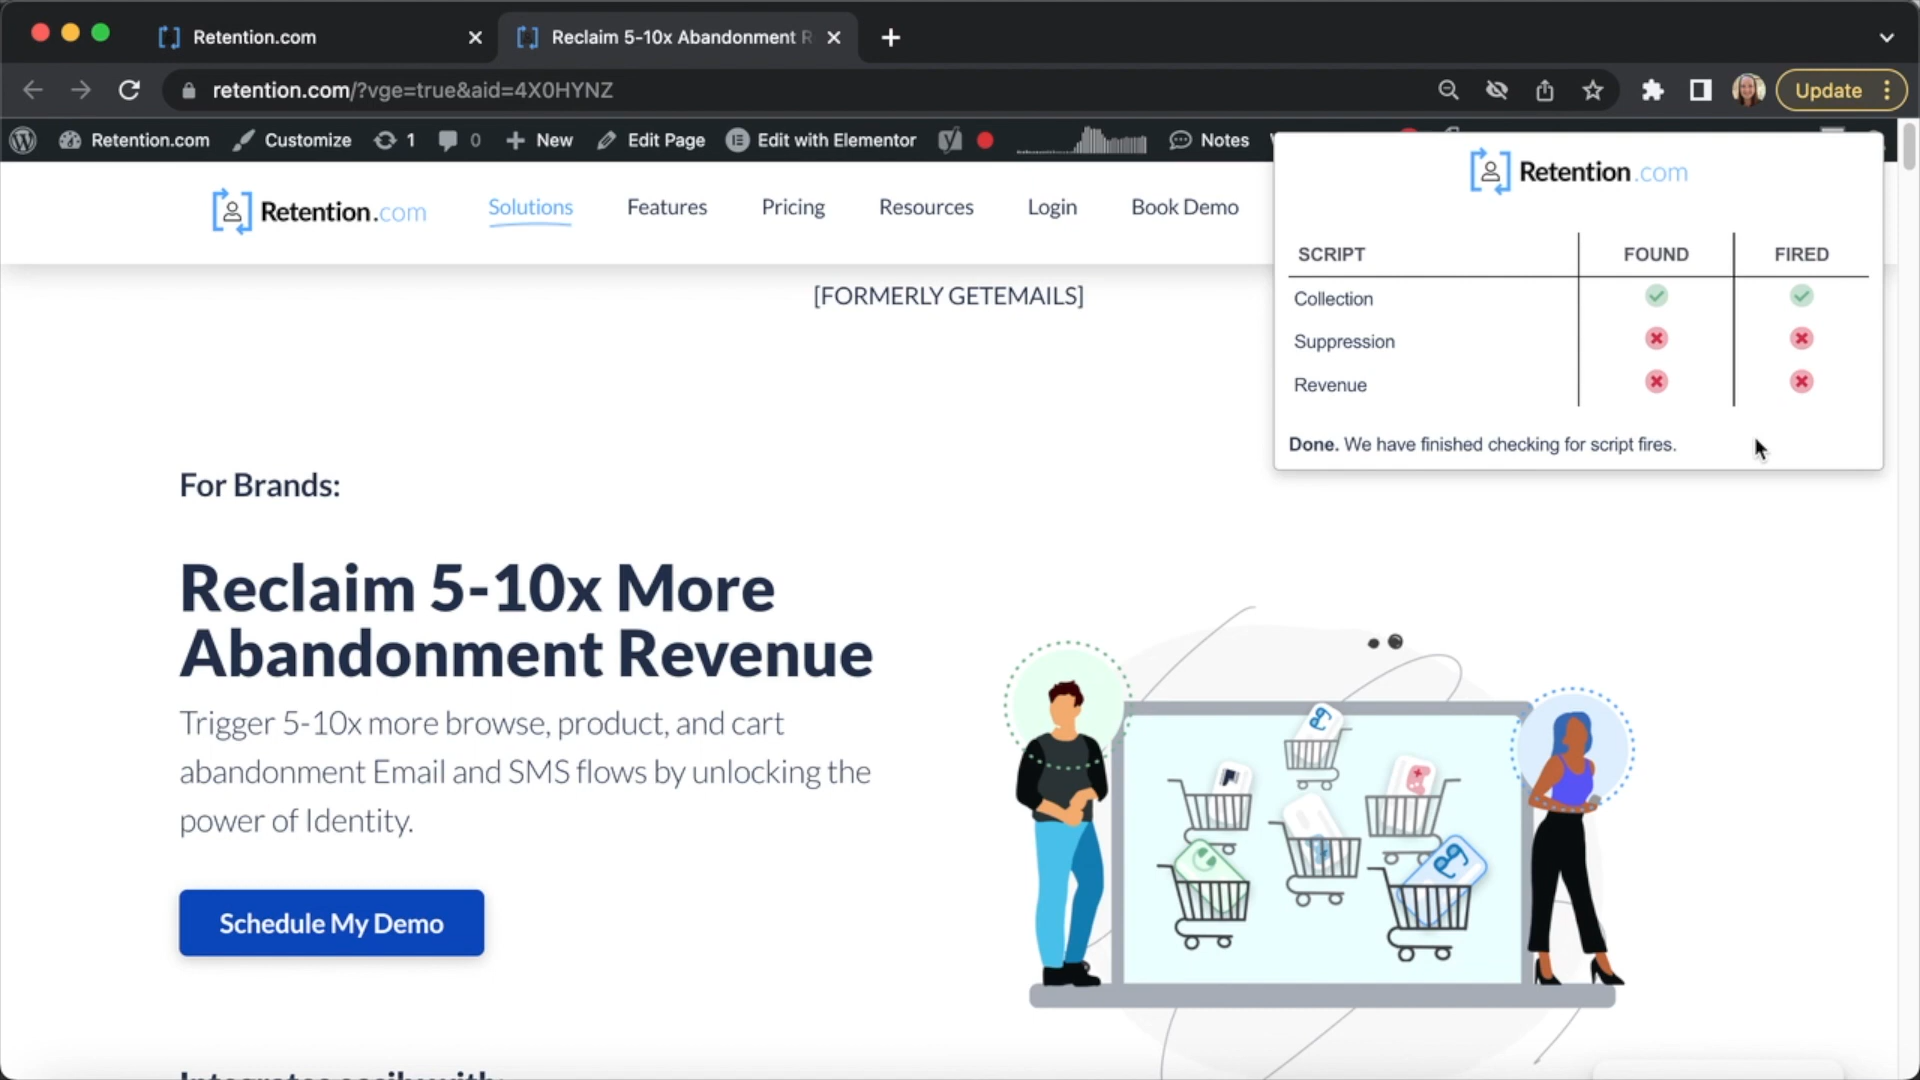 Retention.com
Reclaim 5-10x Abandonment R
retention.com/?vge=true&aid=4X0HYNZ
Update
Retention.com
Customize
1
0
New
Edit Page
Edit with Elementor
Notes
Retention.com
Solutions
Features
Pricing
Resources
Login
Book Demo
Retention.com
SCRIPT FOUND FIRED
Collection
Suppression
Revenue
Done. We have finished checking for script fires.
[FORMERLY GETEMAILS]
For Brands:
Reclaim 5-10x More
Abandonment Revenue
Trigger 5-10x more browse, product, and cart
abandonment Email and SMS flows by unlocking the
power of Identity.
Schedule My Demo